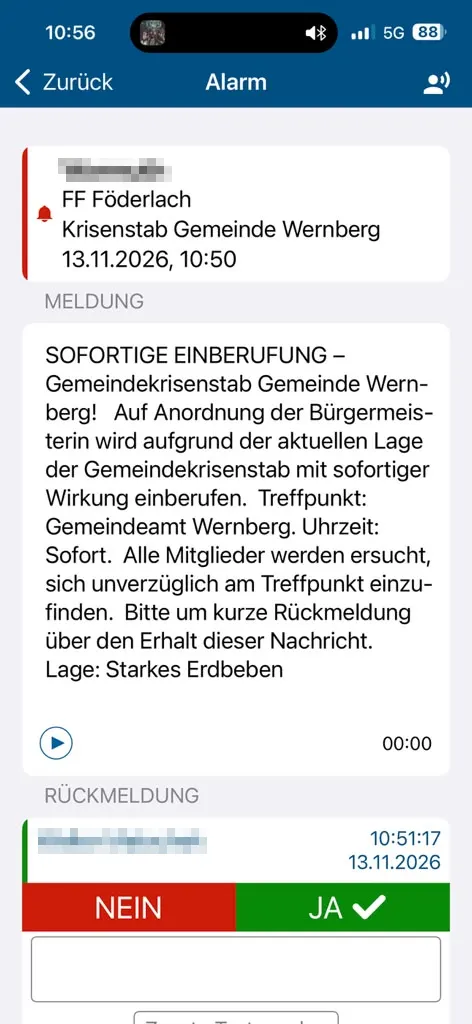 10:56
5G 88
Zurück
Alarm
FF Föderlach
Krisenstab Gemeinde Wernberg
13.11.2026, 10:50
MELDUNG
SOFORTIGE EINBERUFUNG –
Gemeindekrisenstab Gemeinde Wern-
berg!   Auf Anordnung der Bürgermeis-
terin wird aufgrund der aktuellen Lage
der Gemeindekrisenstab mit sofortiger
Wirkung einberufen.  Treffpunkt:
Gemeindeamt Wernberg. Uhrzeit:
Sofort.  Alle Mitglieder werden ersucht,
sich unverzüglich am Treffpunkt einzu-
finden.  Bitte um kurze Rückmeldung
über den Erhalt dieser Nachricht.
Lage: Starkes Erdbeben
00:00
RÜCKMELDUNG
10:51:17
13.11.2026
NEIN
JA